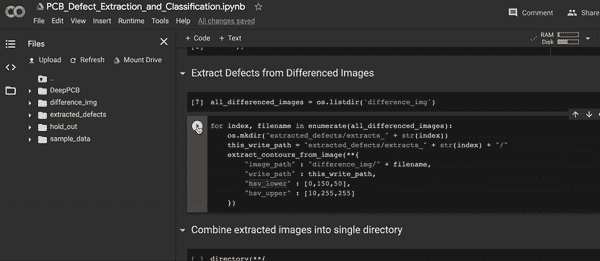 CO
PCB_Defect_Extraction_and_Classification.ipynb
File Edit View Insert Runtime Tools Help All changes saved
Comment
Share
Files
+ Code + Text
RAM
Disk
Upload Refresh Mount Drive
..
DeepPCB
difference_img
extracted_defects
hold_out
sample_data
Extract Defects from Differenced Images
[7] all_differenced_images = os.listdir('difference_img')
for index, filename in enumerate(all_differenced_images):
os.mkdir("extracted_defects/extracts_" + str(index))
this_write_path = "extracted_defects/extracts_" + str(index) + "/"
extract_contours_from_image(**{
"image_path" : "difference_img/" + filename,
"write_path" : this_write_path,
"hsv_lower" : [0,150,50],
"hsv_upper" : [10,255,255]
})
Combine extracted images into single directory
[ ] directory(**{